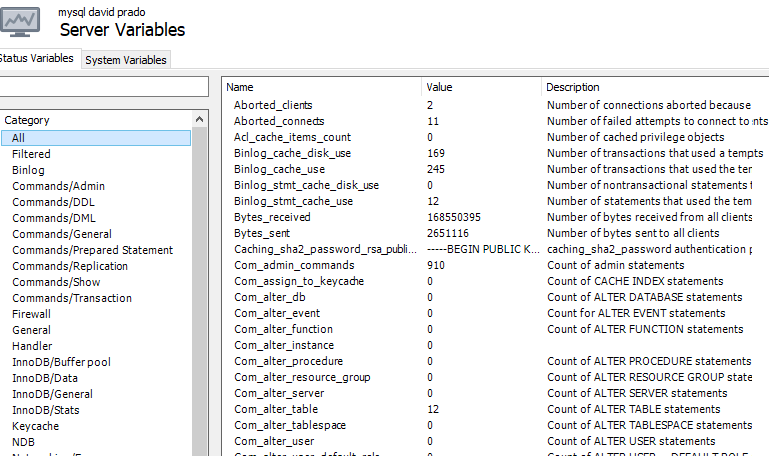 mysql david prado
Server Variables
Status Variables System Variables
Category
All
Filtered
Binlog
Commands/Admin
Commands/DDL
Commands/DML
Commands/General
Commands/Prepared Statement
Commands/Replication
Commands/Show
Commands/Transaction
Firewall
General
Handler
InnoDB/Buffer pool
InnoDB/Data
InnoDB/General
InnoDB/Stats
Keycache
NDB
Name Value Description
Aborted_clients 2 Number of connections aborted because
Aborted_connects 11 Number of failed attempts to connect to
Acl_cache_items_count 0 Number of cached privilege objects
Binlog_cache_disk_use 169 Number of transactions that used a
Binlog_cache_use 245 Number of transactions that used the
Binlog_stmt_cache_disk_use 0 Number of nontransactional statements
Binlog_stmt_cache_use 12 Number of statements that used the
Bytes_received 168550395 Number of bytes received from all clients
Bytes_sent 2651116 Number of bytes sent to all clients
Caching_sha2_password_rsa_publi... -----BEGIN PUBLIC K... caching_sha2_password authentication
Com_admin_commands 910 Count of admin statements
Com_assign_to_keycache 0 Count of CACHE INDEX statements
Com_alter_db 0 Count of ALTER DATABASE statements
Com_alter_event 0 Count for ALTER EVENT statements
Com_alter_function 0 Count of ALTER FUNCTION statements
Com_alter_instance 0
Com_alter_procedure 0 Count of ALTER PROCEDURE statements
Com_alter_resource_group 0 Count of ALTER RESOURCE GROUP state
Com_alter_server 0 Count of ALTER SERVER statements
Com_alter_table 12 Count of ALTER TABLE statements
Com_alter_tablespace 0 Count of ALTER TABLESPACE statements
Com_alter_user 0 Count of ALTER USER statements